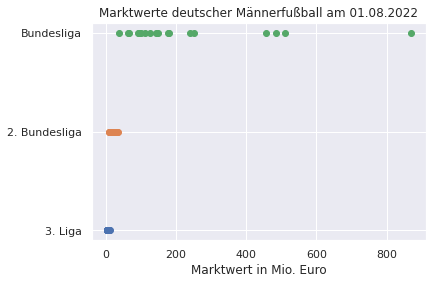 Marktwerte deutscher Männerfußball am 01.08.2022
Bundesliga
2. Bundesliga
3. Liga
0 200 400 600 800
Marktwert in Mio. Euro